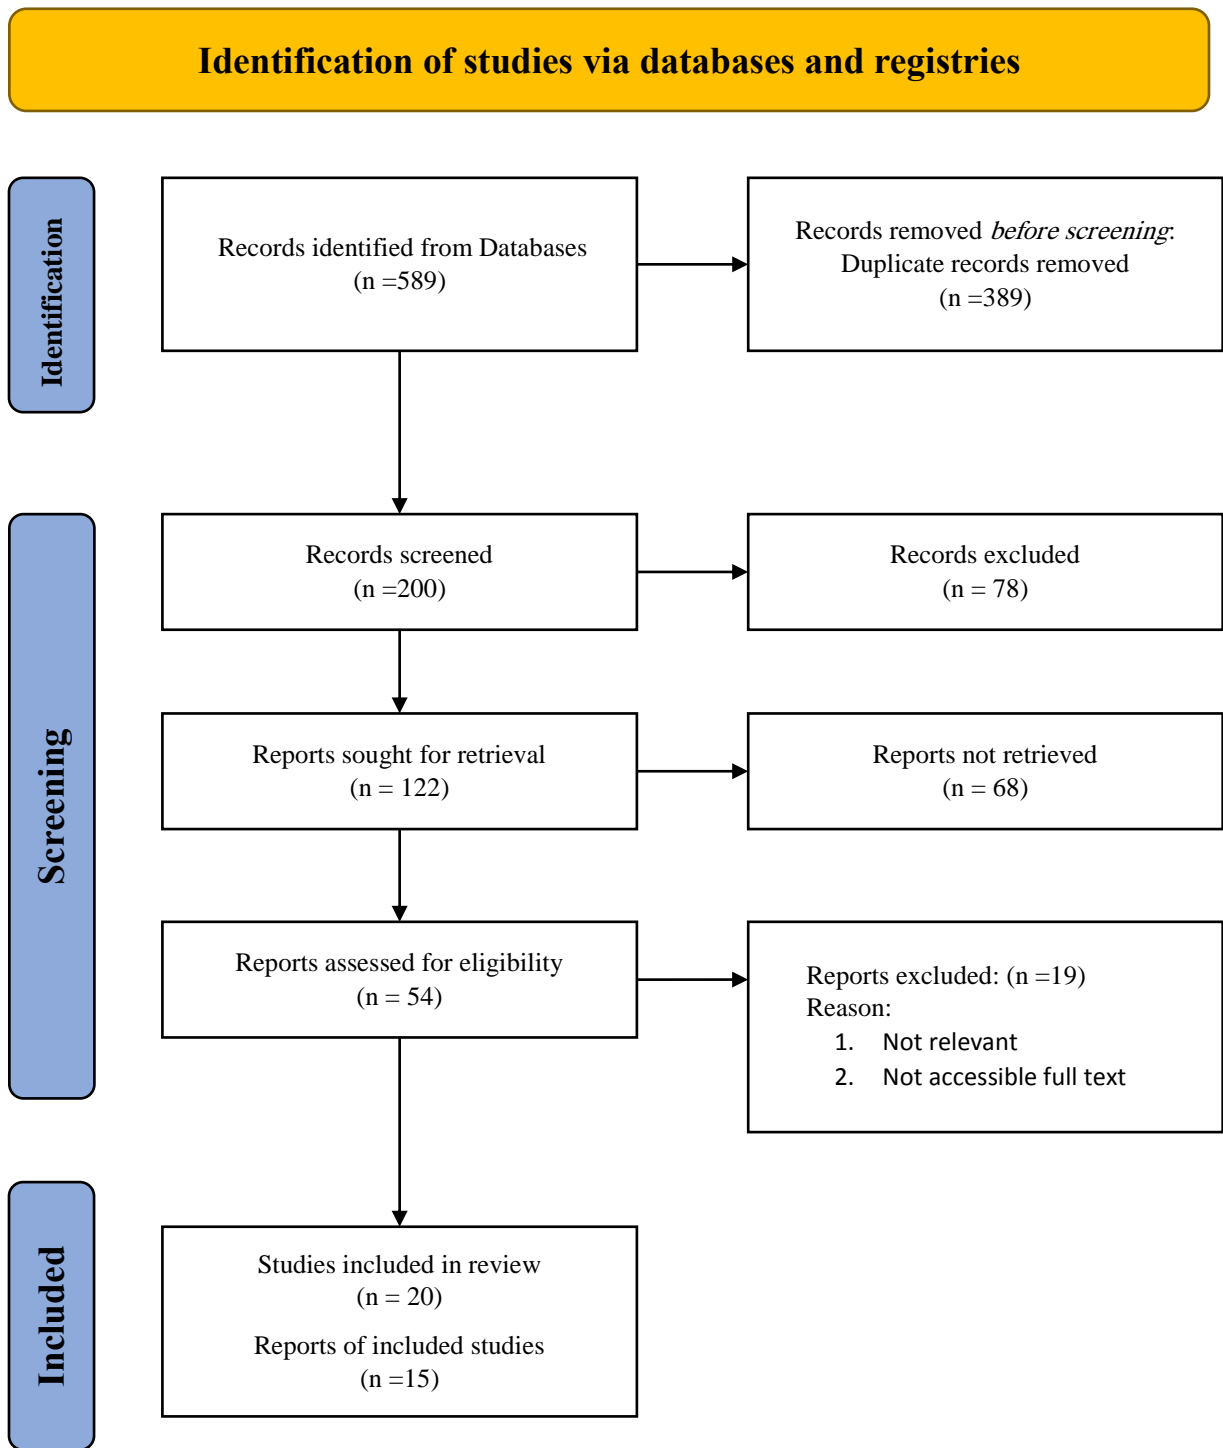 Identification of studies via databases and registries
Identification
Records identified from Databases
(n =589)
Records removed before screening:
Duplicate records removed
(n =389)
Screening
Records screened
(n =200)
Records excluded
(n = 78)
Reports sought for retrieval
(n = 122)
Reports not retrieved
(n = 68)
Reports assessed for eligibility
(n = 54)
Reports excluded: (n =19)
Reason:
1. Not relevant
2. Not accessible full text
Included
Studies included in review
(n = 20)
Reports of included studies
(n =15)